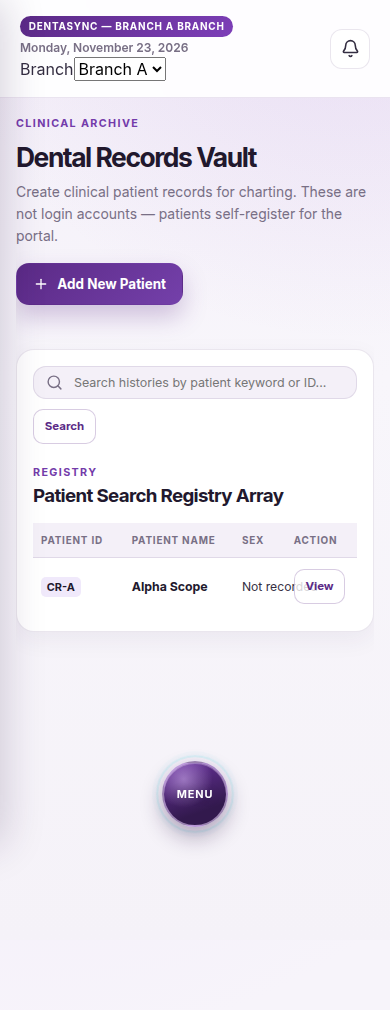 DENTASYNC — BRANCH A BRANCH
Monday, November 23, 2026
Branch Branch A
CLINICAL ARCHIVE
Dental Records Vault
Create clinical patient records for charting. These are
not login accounts — patients self-register for the
portal.
+ Add New Patient
Search histories by patient keyword or ID...
Search
REGISTRY
Patient Search Registry Array
PATIENT ID PATIENT NAME SEX ACTION
CR-A Alpha Scope Not recorded View
MENU